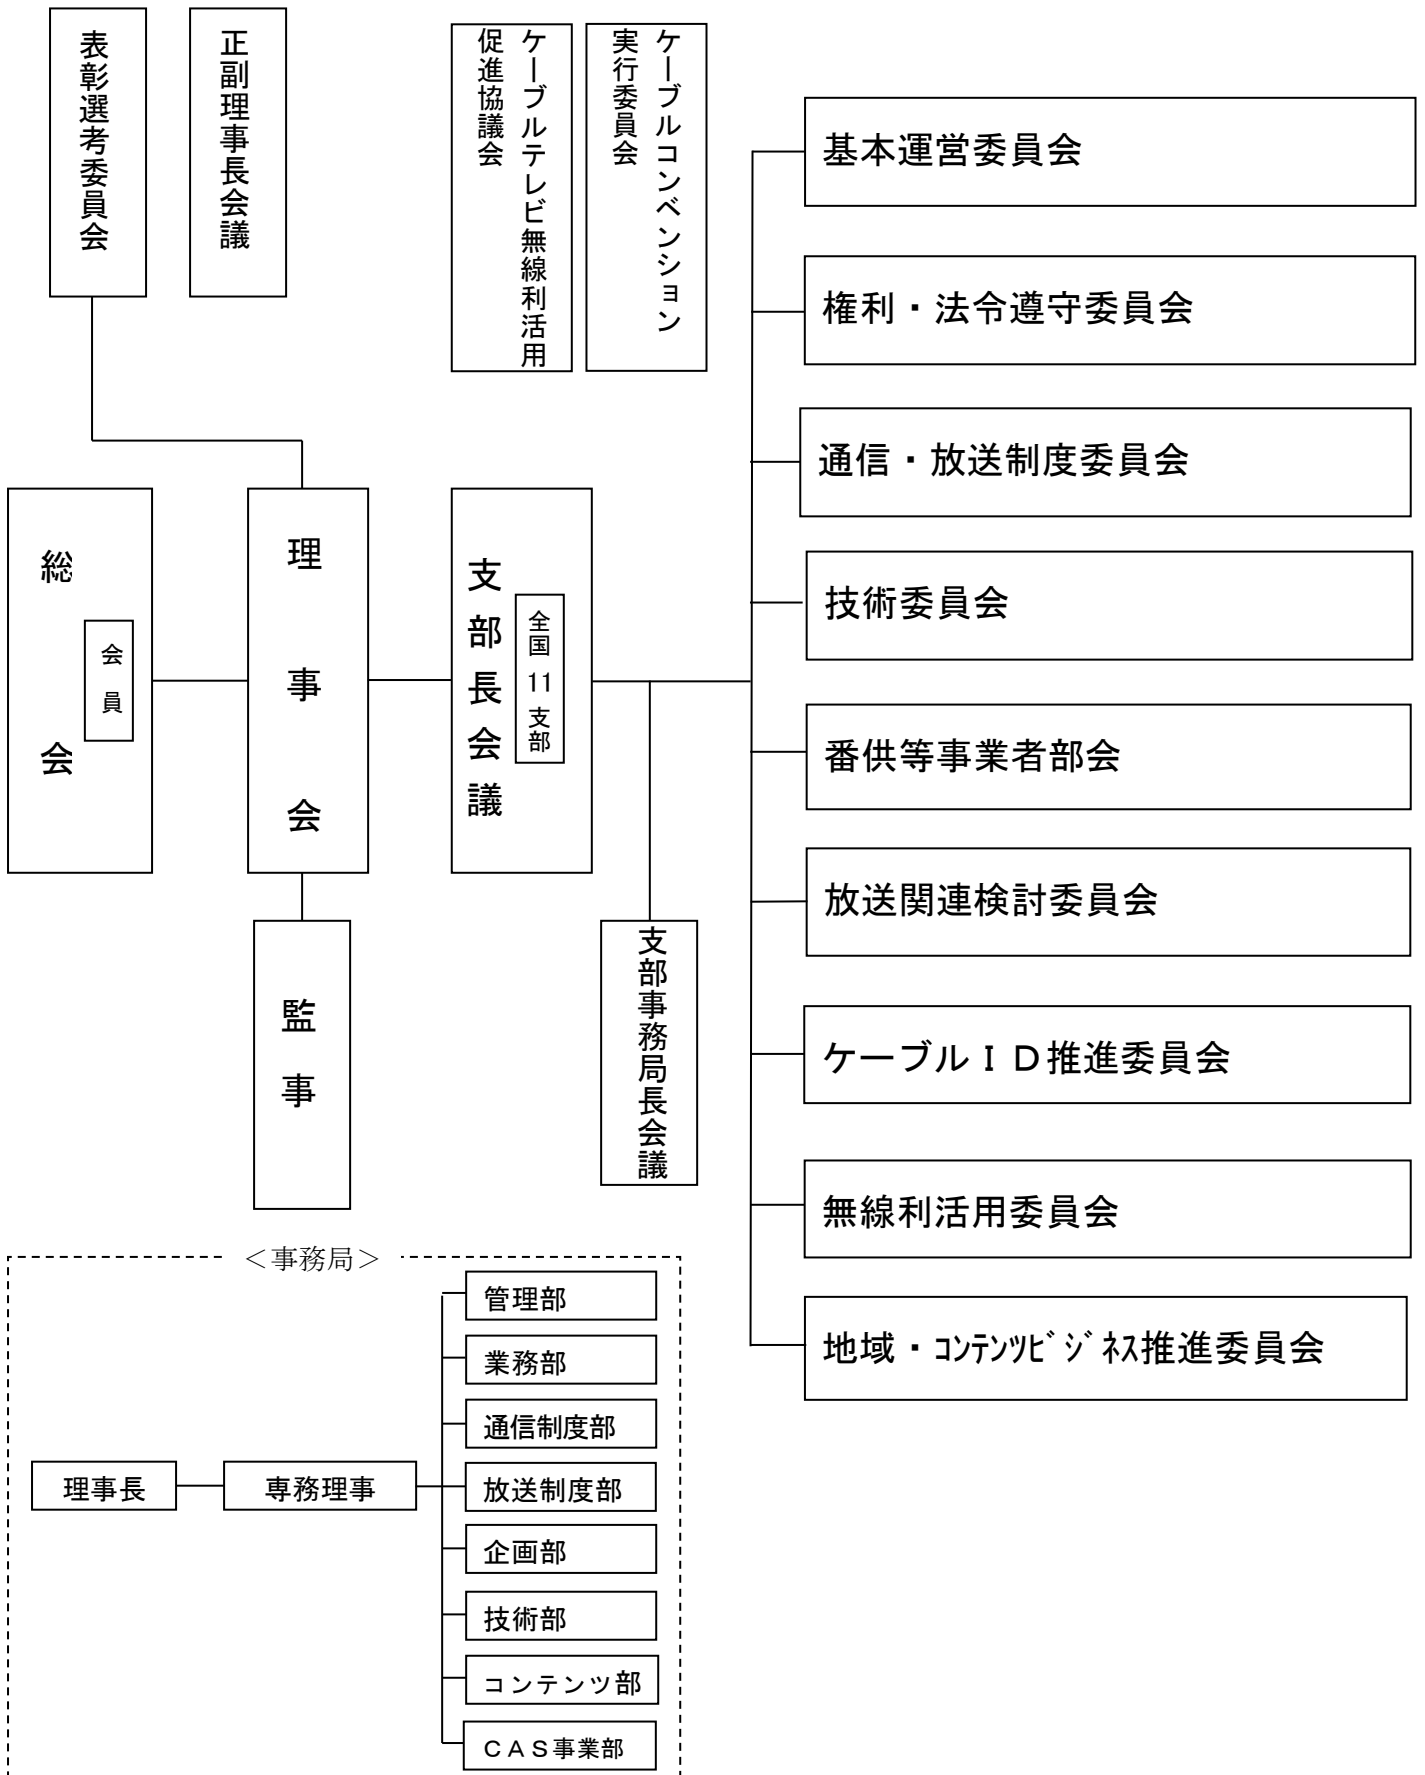 表彰選考委員会
正副理事長会議
ケーブルテレビ無線利活用
促進協議会
ケーブルコンベンション
実行委員会
総会
会員
理事会
支部長会議
全国11支部
監事
支部事務局長会議
基本運営委員会
権利・法令遵守委員会
通信・放送制度委員会
技術委員会
番供等事業者部会
放送関連検討委員会
ケーブルＩＤ推進委員会
無線利活用委員会
地域・ｺﾝﾃﾝﾂﾋﾞｼﾞﾈｽ推進委員会
＜事務局＞
理事長
専務理事
管理部
業務部
通信制度部
放送制度部
企画部
技術部
コンテンツ部
ＣＡＳ事業部